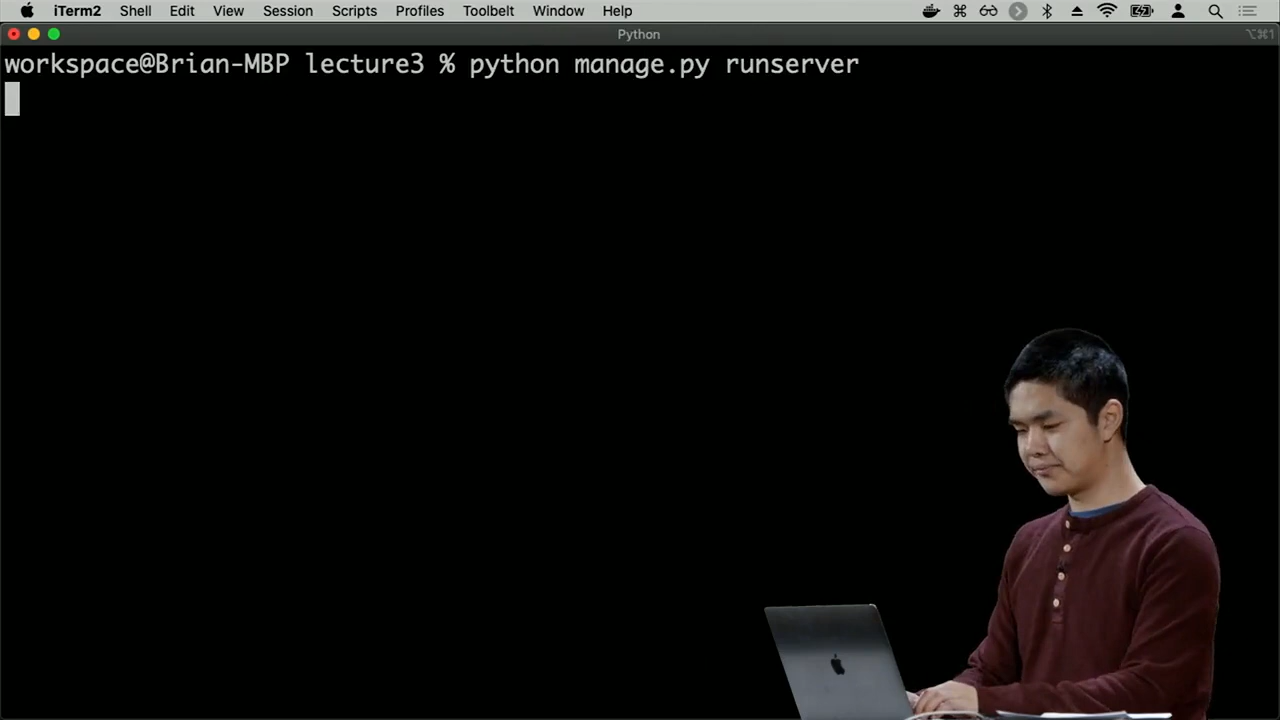 iTerm2 Shell Edit View Session Scripts Profiles Toolbelt Window Help
Python
⌥⌘1
workspace@Brian-MBP lecture3 % python manage.py runserver